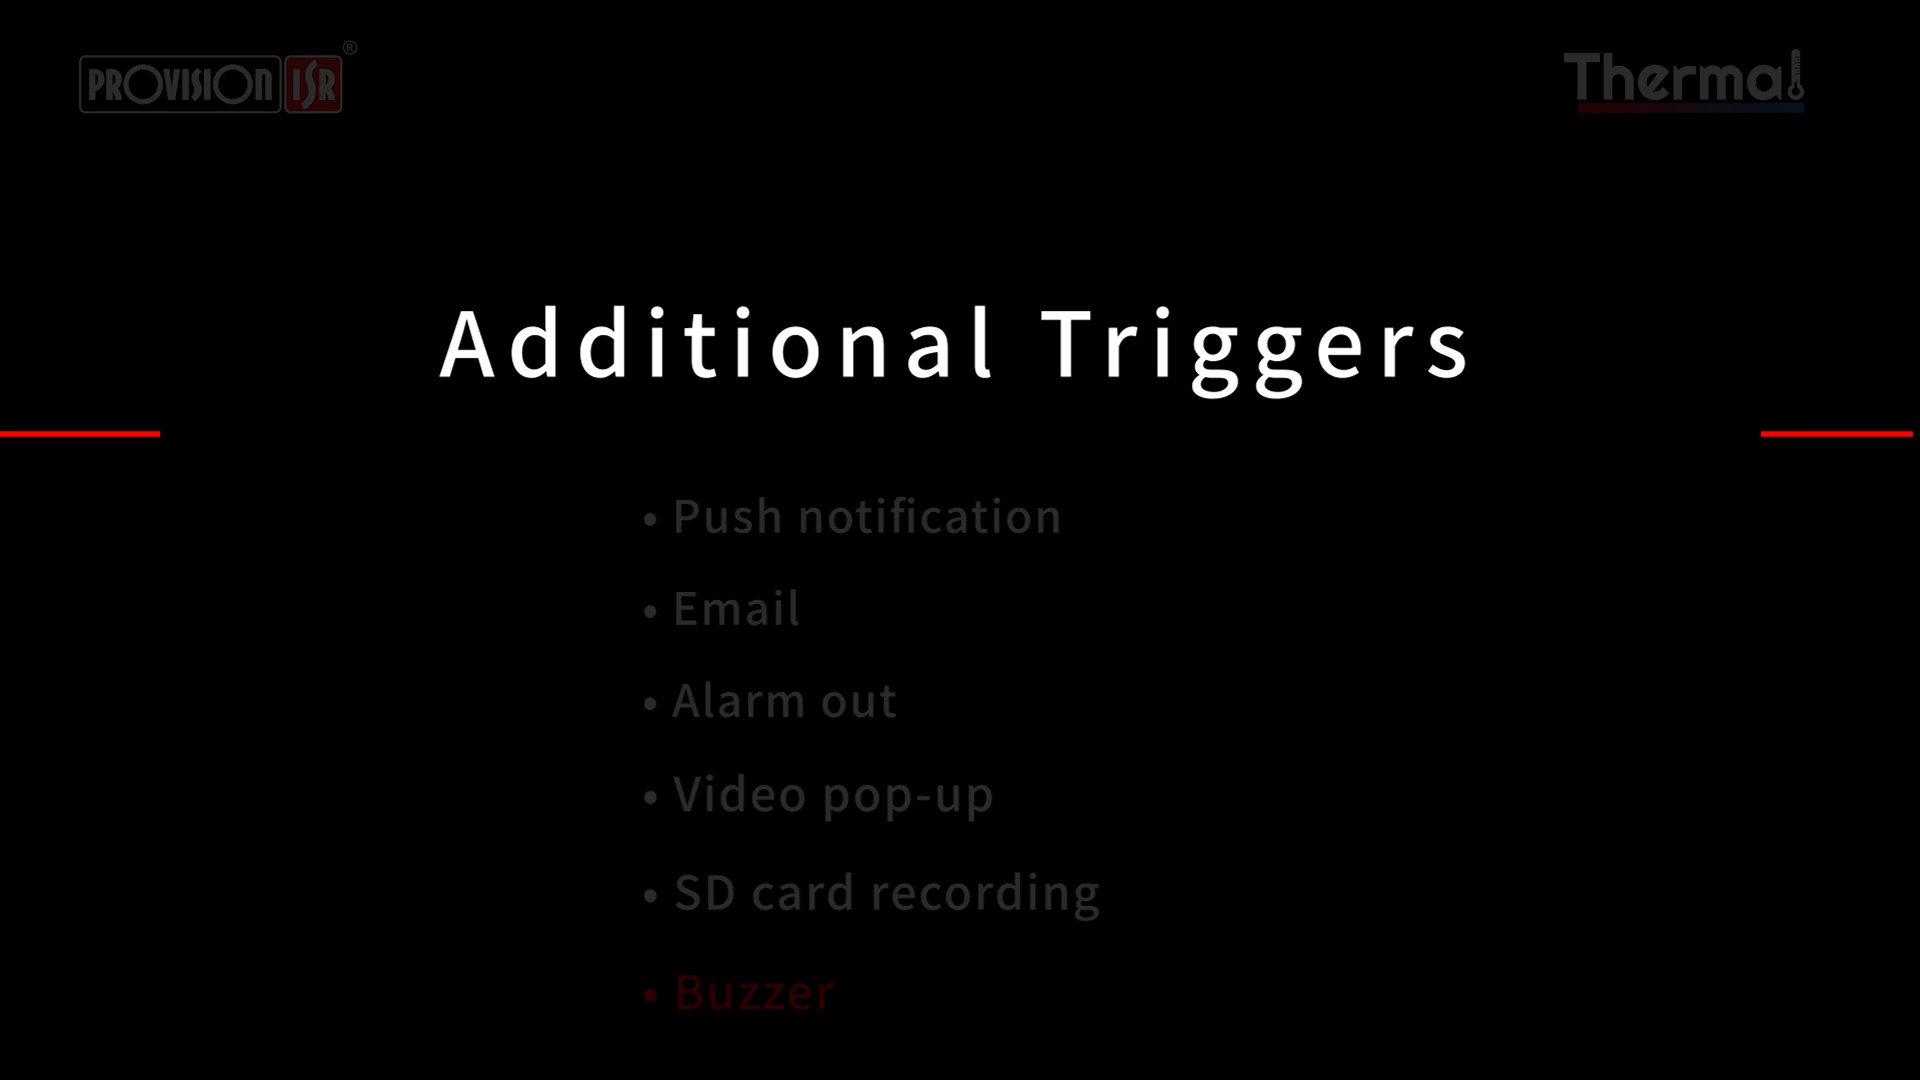 PROVISION ISR ®
Thermal
Additional Triggers
• Push notification
• Email
• Alarm out
• Video pop-up
• SD card recording
• Buzzer